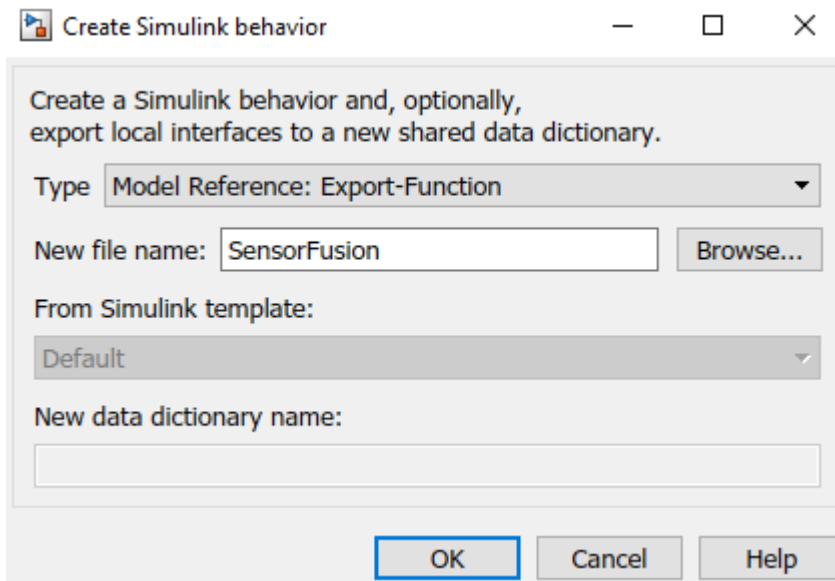 Create Simulink behavior
Create a Simulink behavior and, optionally,
export local interfaces to a new shared data dictionary.
Type Model Reference: Export-Function
New file name: SensorFusion Browse...
From Simulink template:
Default
New data dictionary name:
OK Cancel Help